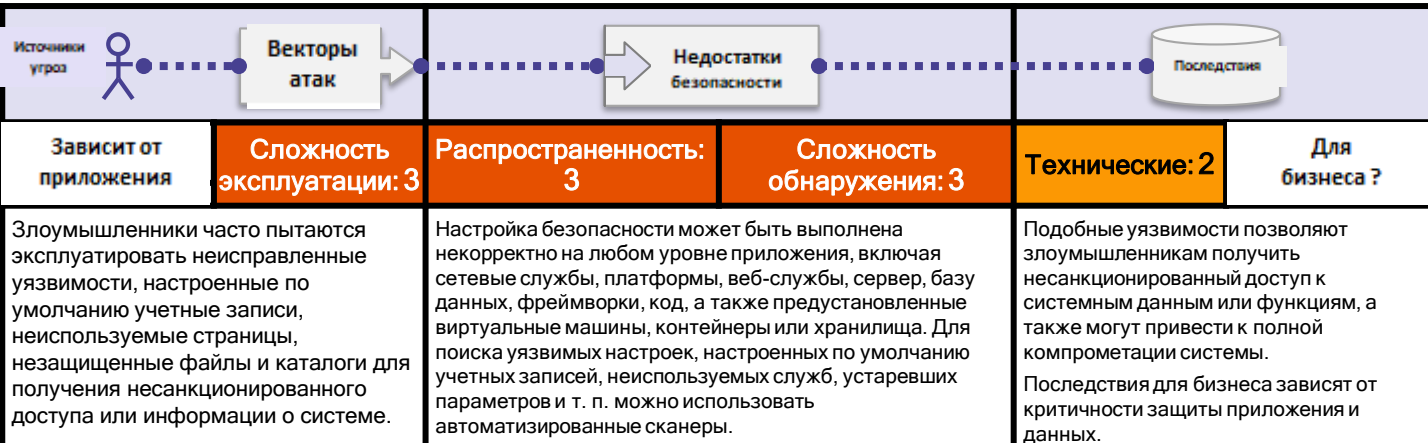 Источники
угроз
Векторы
атак
Недостатки
безопасности
Последствия
Зависит от
приложения
Сложность
эксплуатации: 3
Распространенность:
3
Сложность
обнаружения: 3
Технические: 2
Для
бизнеса ?
Злоумышленники часто пытаются
эксплуатировать неисправленные
уязвимости, настроенные по
умолчанию учетные записи,
неиспользуемые страницы,
незащищенные файлы и каталоги для
получения несанкционированного
доступа или информации о системе.
Настройка безопасности может быть выполнена
некорректно на любом уровне приложения, включая
сетевые службы, платформы, веб-службы, сервер, базу
данных, фреймворки, код, а также предустановленные
виртуальные машины, контейнеры или хранилища. Для
поиска уязвимых настроек, настроенных по умолчанию
учетных записей, неиспользуемых служб, устаревших
параметров и т. п. можно использовать
автоматизированные сканеры.
Подобные уязвимости позволяют
злоумышленникам получить
несанкционированный доступ к
системным данным или функциям, а
также могут привести к полной
компрометации системы.
Последствия для бизнеса зависят от
критичности защиты приложения и
данных.